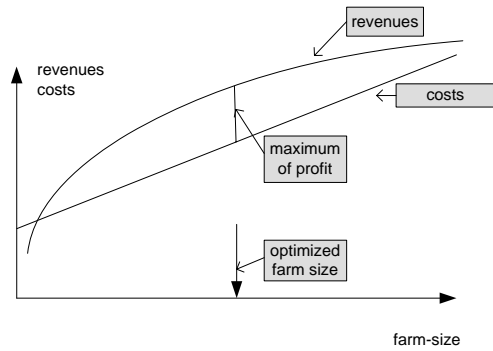 revenues
revenues
costs
costs
maximum
of profit
optimized
farm size
farm-size